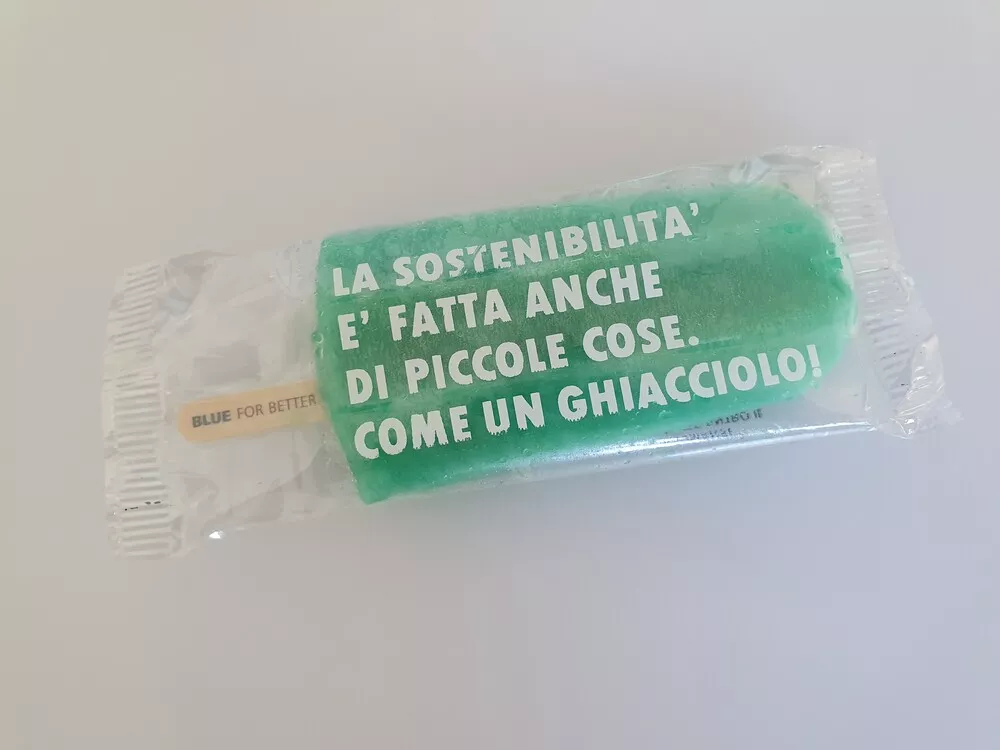 LA SOSTENIBILITA'
E' FATTA ANCHE
DI PICCOLE COSE.
COME UN GHIACCIOLO!
BLUE FOR BETTER